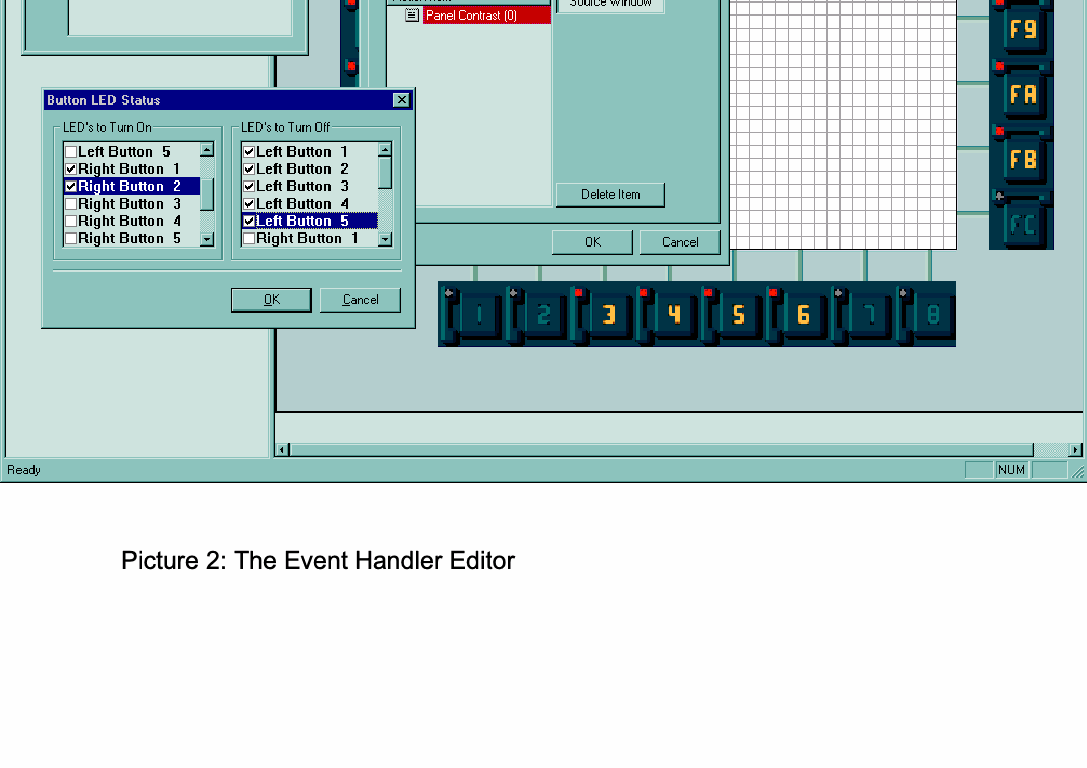 Panel Contrast (0)
Source Window
F9
FA
FB
FC
Button LED Status
LED's to Turn On
Left Button 5
Right Button 1
Right Button 2
Right Button 3
Right Button 4
Right Button 5
LED's to Turn Off
Left Button 1
Left Button 2
Left Button 3
Left Button 4
Left Button 5
Right Button 1
OK
Cancel
Delete Item
OK
Cancel
1 2 3 4 5 6 7 8
Ready
NUM
Picture 2: The Event Handler Editor